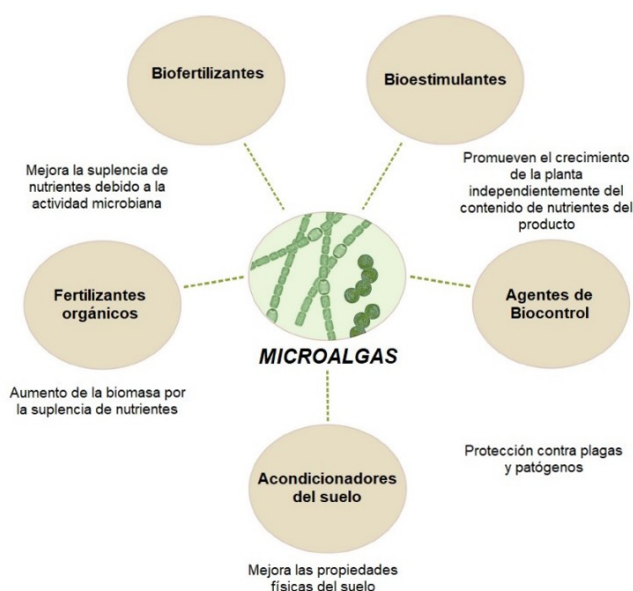 Biofertilizantes
Bioestimulantes
Mejora la suplencia de
nutrientes debido a la
actividad microbiana
Promueven el crecimiento
de la planta
independientemente del
contenido de nutrientes del
producto
Fertilizantes
orgánicos
Agentes de
Biocontrol
MICROALGAS
Aumento de la biomasa por
la suplencia de nutrientes
Protección contra plagas
y patógenos
Acondicionadores
del suelo
Mejora las propiedades
físicas del suelo